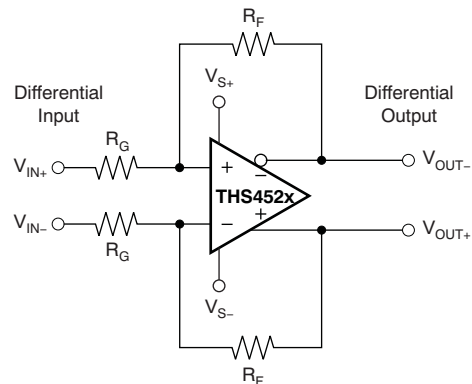 R_F
V_S+
Differential
Input
Differential
Output
R_G
V_IN+
+
−
V_OUT−
THS452x
V_IN−
−
+
V_OUT+
R_G
V_S−
R_F